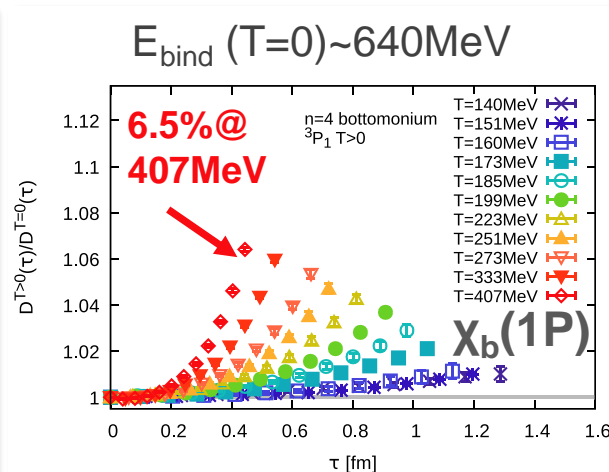 E_bind (T=0)~640MeV
6.5%@
407MeV
n=4 bottomonium
³P₁ T>0
T=140MeV
T=151MeV
T=160MeV
T=173MeV
T=185MeV
T=199MeV
T=223MeV
T=251MeV
T=273MeV
T=333MeV
T=407MeV
χ_b(1P)
D^{T>0}(τ)/D^{T=0}(τ)
1.12
1.1
1.08
1.06
1.04
1.02
1
0 0.2 0.4 0.6 0.8 1 1.2 1.4 1.6
τ [fm]